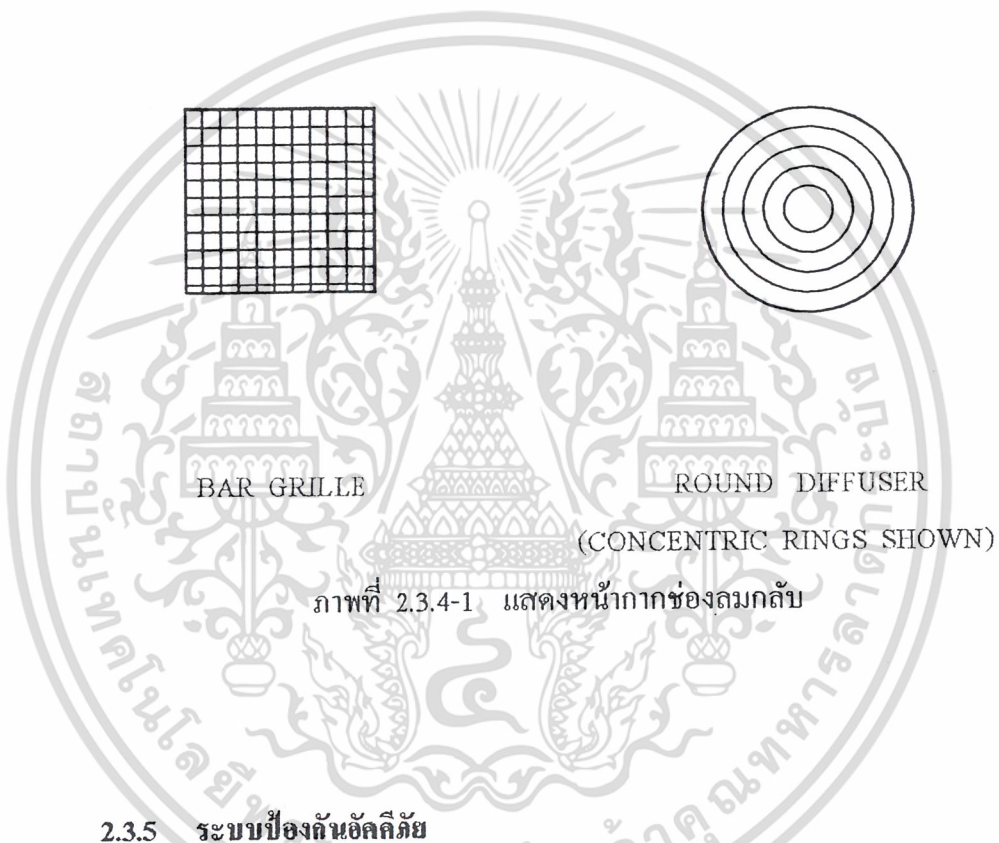 BAR GRILLE
ROUND DIFFUSER
(CONCENTRIC RINGS SHOWN)
ภาพที่ 2.3.4-1 แสดงหน้ากากช่องลมกลับ
2.3.5 ระบบป้องกันอัคคีภัย